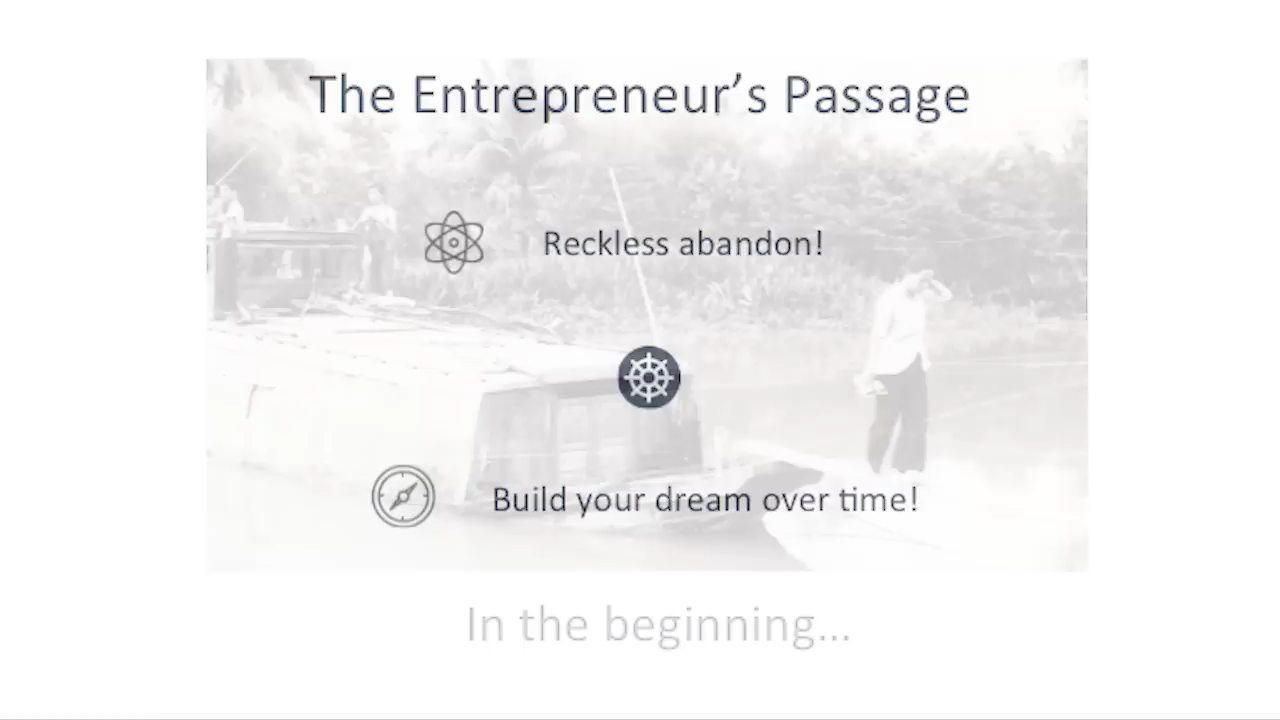 The Entrepreneur’s Passage
Reckless abandon!
Build your dream over time!
In the beginning...